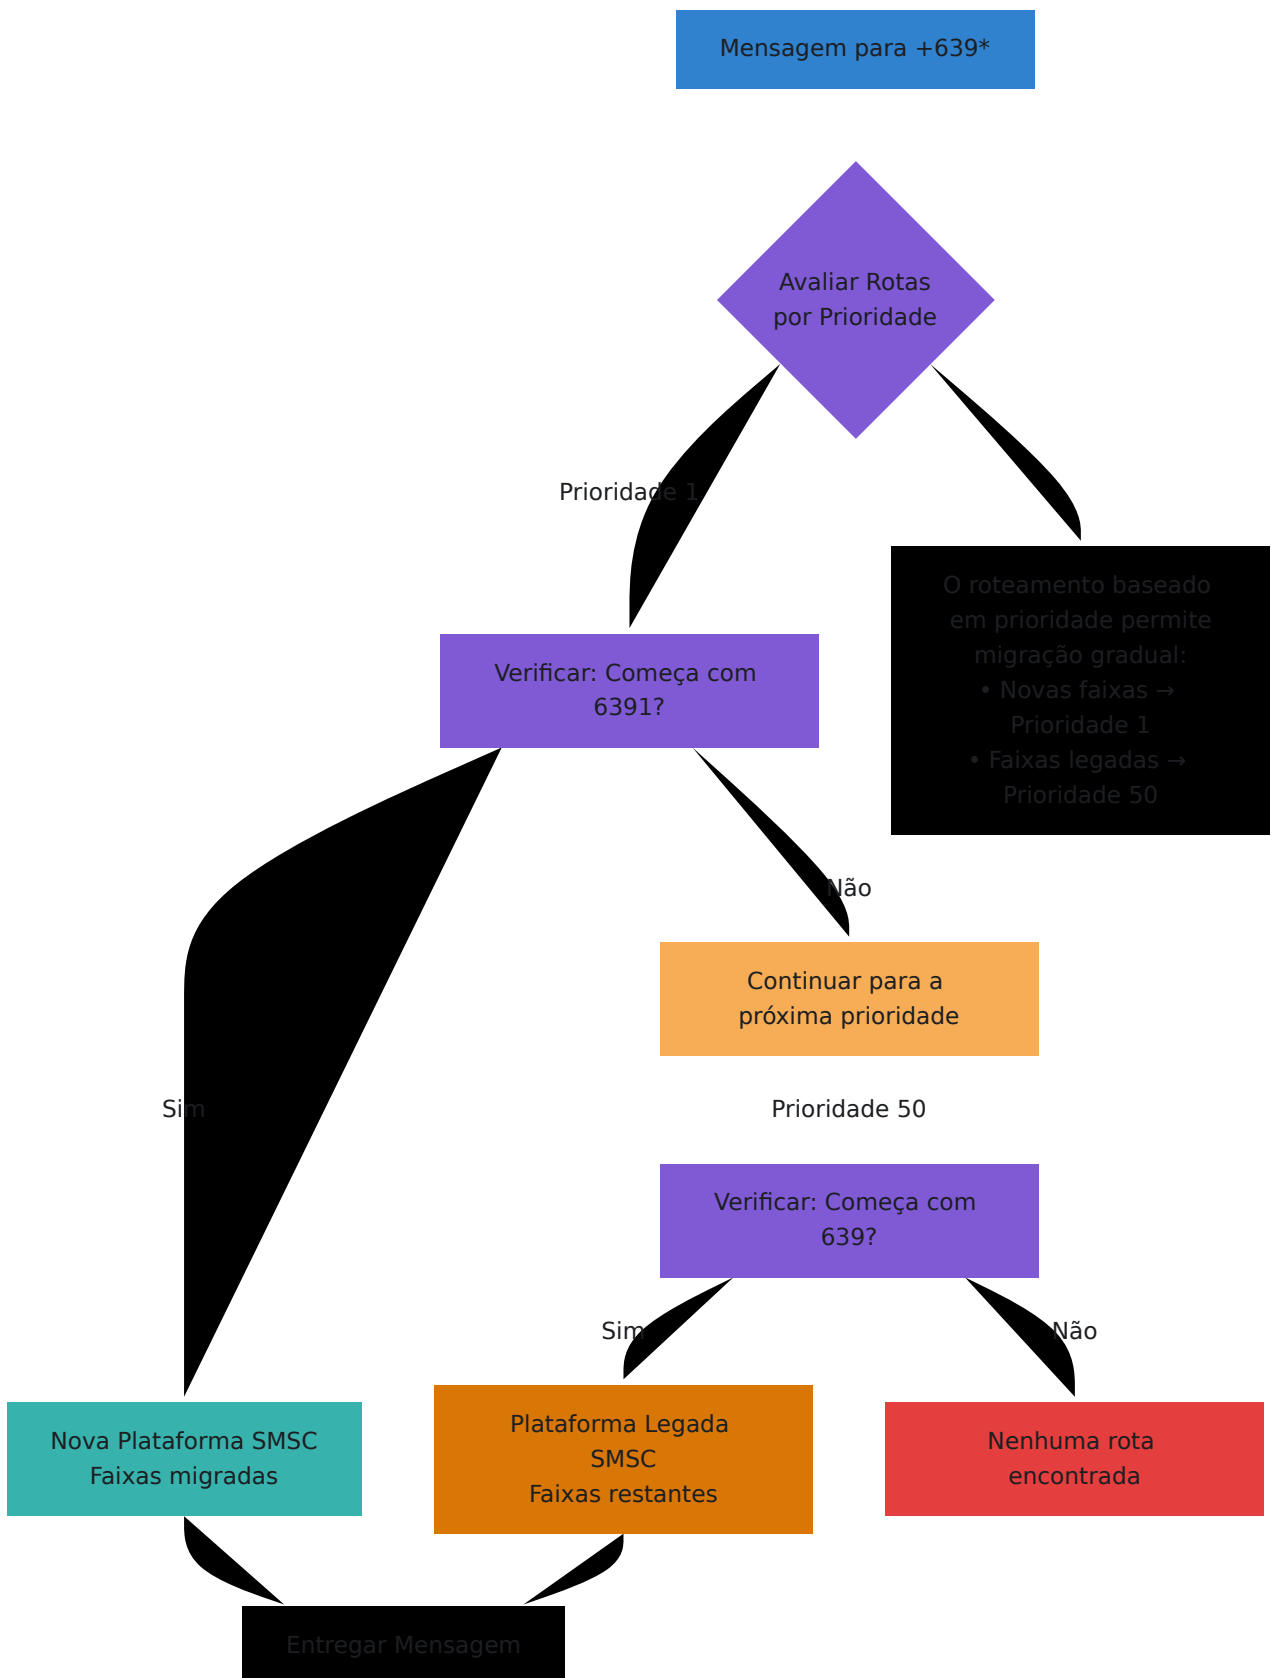 Mensagem para +639*
Avaliar Rotas
por Prioridade
Prioridade 1
O roteamento baseado
em prioridade permite
migração gradual:
• Novas faixas →
Prioridade 1
• Faixas legadas →
Prioridade 50
Verificar: Começa com
6391?
Não
Continuar para a
próxima prioridade
Sim
Prioridade 50
Verificar: Começa com
639?
Sim
Não
Nova Plataforma SMSC
Faixas migradas
Plataforma Legada
SMSC
Faixas restantes
Nenhuma rota
encontrada
Entregar Mensagem